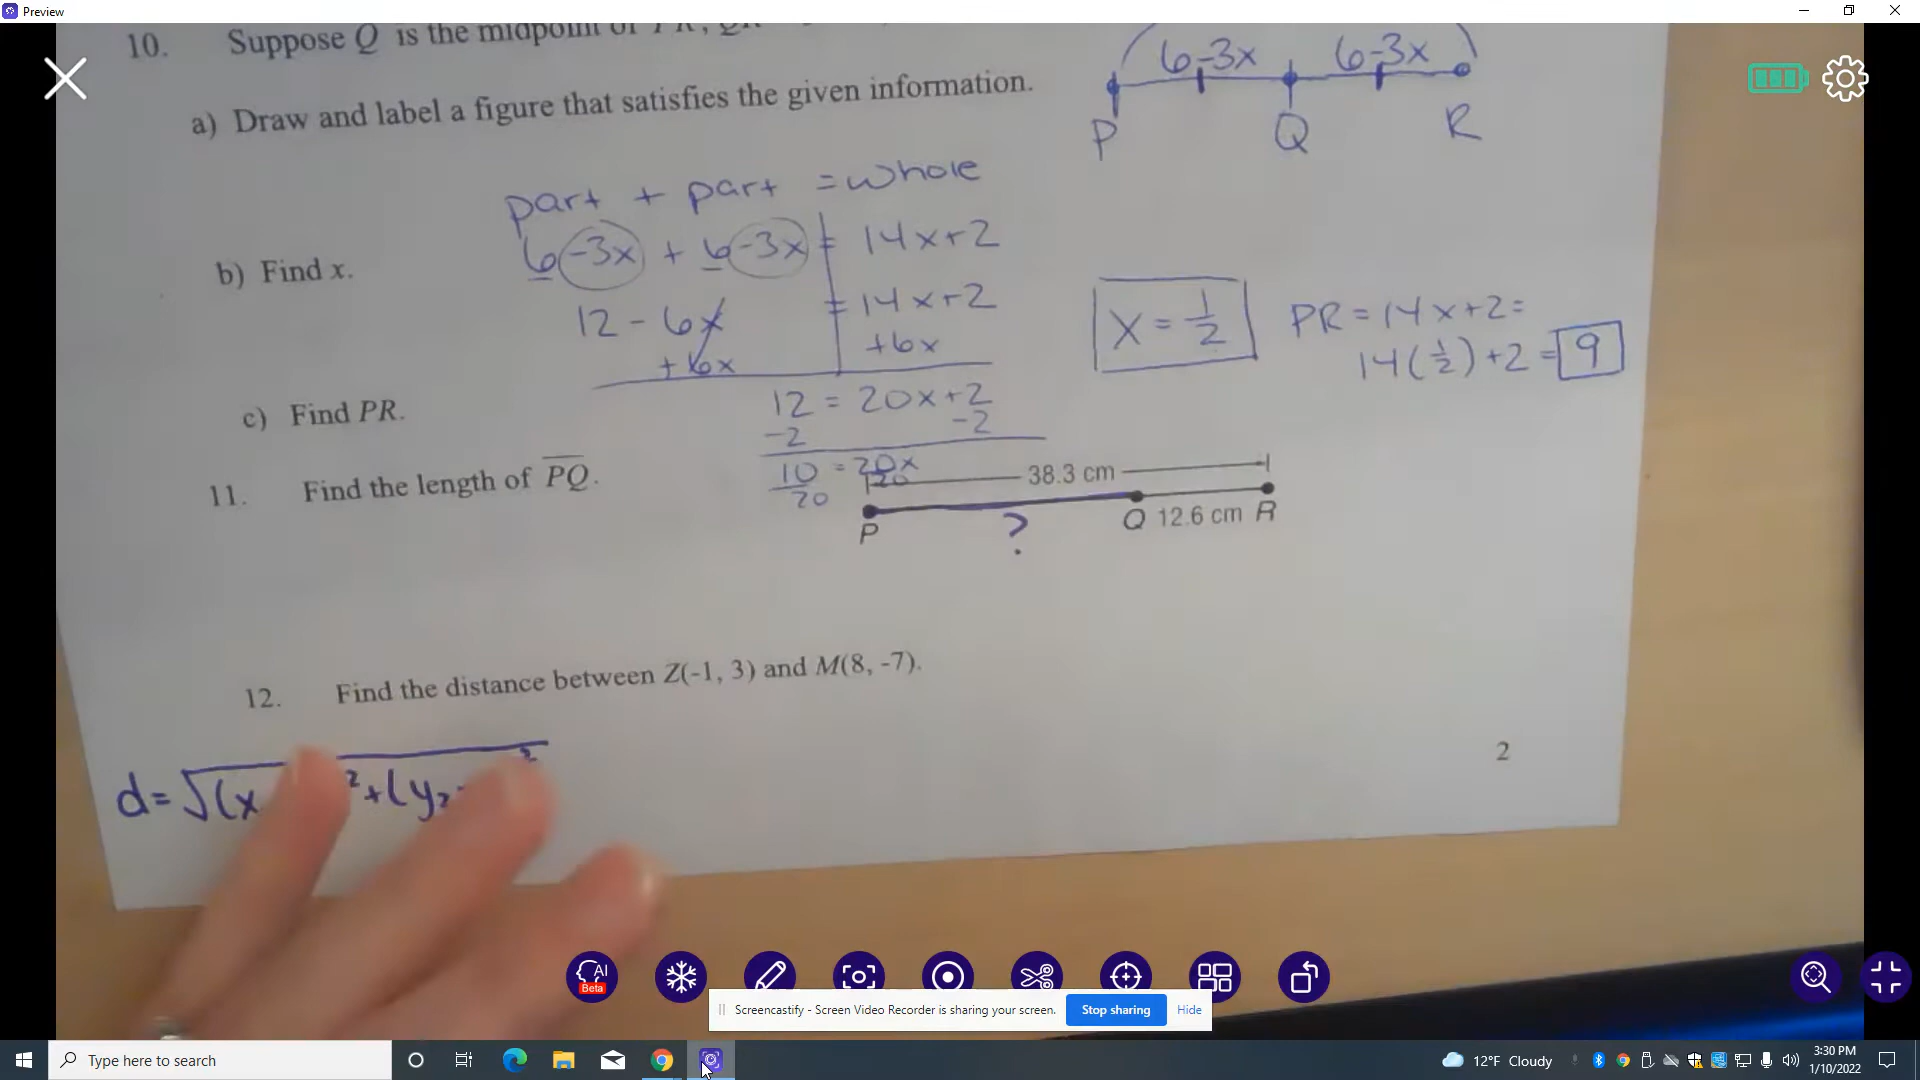 Preview
10. Suppose Q is the midpoint of PR,
6-3x 6-3x
a) Draw and label a figure that satisfies the given information.
P Q R
part + part = whole
6-3x + 6-3x = 14x+2
b) Find x.
12 - 6x = 14x+2
+6x +6x
x = 1/2
PR = 14x+2 =
14(1/2)+2 = 9
c) Find PR.
12 = 20x+2
-2 -2
10 = 20x
20 20
11. Find the length of PQ.
38.3 cm
P ? Q 12.6 cm R
12. Find the distance between Z(-1, 3) and M(8, -7).
2
d=√(x ²+(y₂ ²
AI
Beta
Screencastify - Screen Video Recorder is sharing your screen. Stop sharing Hide
Type here to search
12°F Cloudy
3:30 PM
1/10/2022